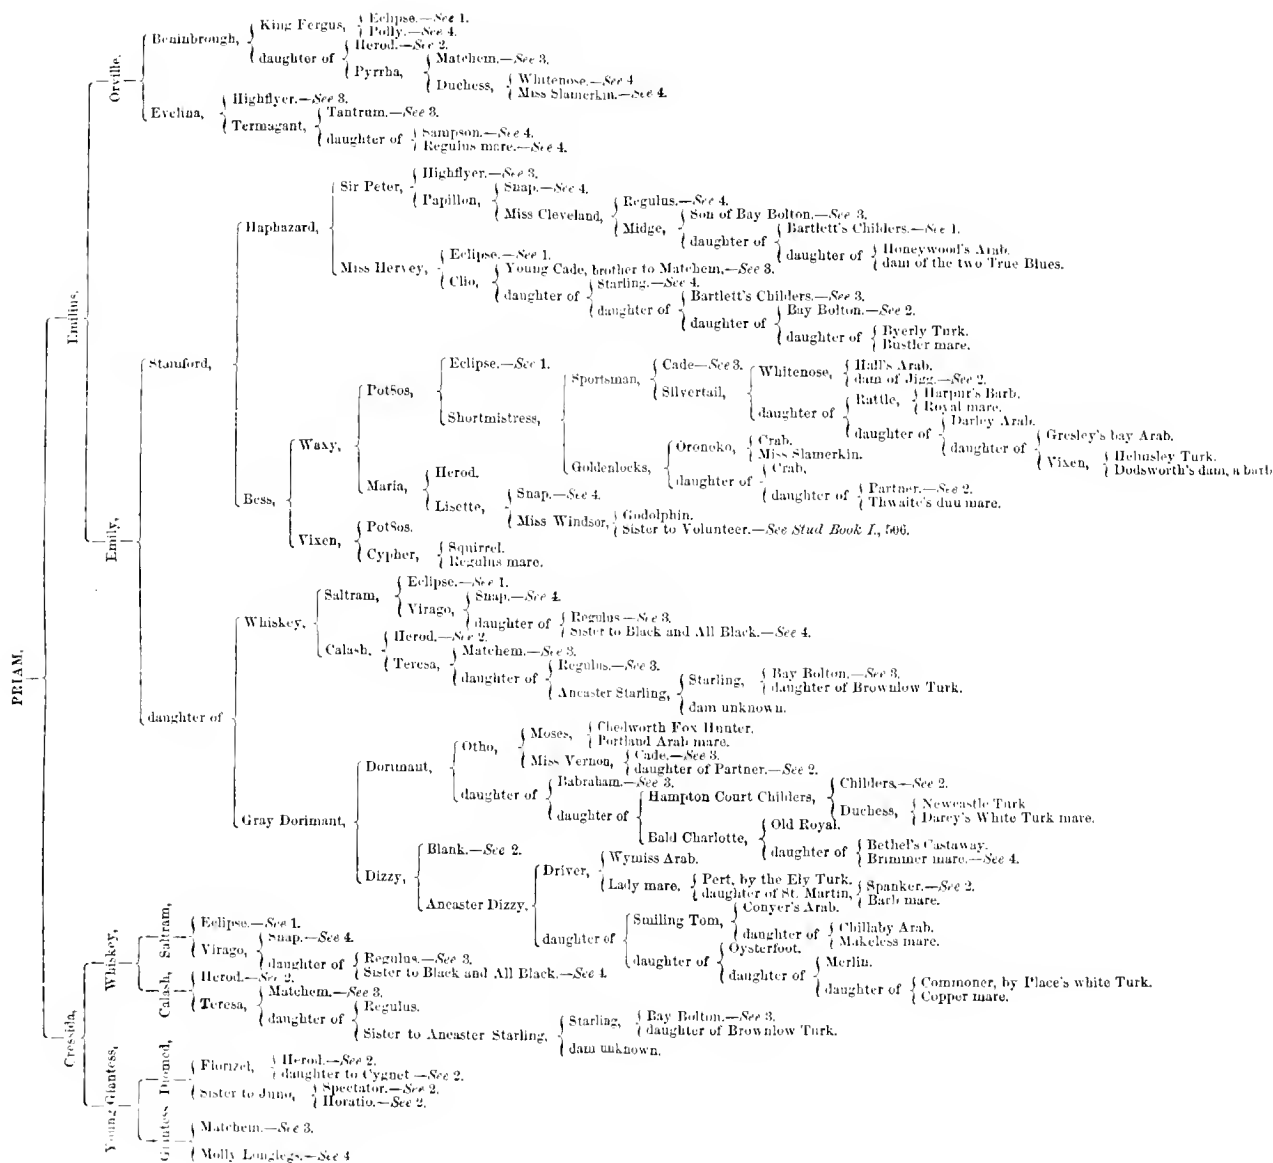 Eclipse.—See 1.
King Fergus,
Polly.—See 4.
Beninbrough,
Herod.—See 2.
daughter of
Matchem.—See 3.
Pyrrha,
Whitenose.—See 4
Duchess,
Miss Slamerkin.—See 4.
Orville,
Highflyer.—See 3.
Evelina,
Tantrum.—See 3.
Termagant,
Sampson.—See 4.
daughter of
Regulus mare.—See 4.
Emilius,
Highflyer.—See 3.
Sir Peter,
Snap.—See 4.
Papillon,
Regulus.—See 4.
Miss Cleveland,
Son of Bay Bolton.—See 3.
Midge,
Bartlett's Childers.—See 1.
daughter of
Honeywood's Arab.
daughter of
dam of the two True Blues.
Haphazard,
Eclipse.—See 1.
Miss Hervey,
Young Cade, brother to Matchem.—See 3.
Clio,
Starling.—See 4.
daughter of
Bartlett's Childers.—See 3.
daughter of
Bay Bolton.—See 2.
daughter of
Byerly Turk.
daughter of
Bustler mare.
Stamford,
Eclipse.—See 1.
PotSos,
Cade—See 3.
Sportsman,
Hall's Arab.
Whitenose,
dam of Jigg.—See 2.
Silvertail,
Harpur's Barb.
Rattle,
Royal mare.
daughter of
Darley Arab.
daughter of
Gresley's bay Arab.
daughter of
Helmsley Turk.
Vixen,
Dodsworth's dam, a barb
Shortmistress,
Crab.
Oronoko,
Miss Slamerkin.
Goldenlocks,
Crab,
daughter of
Partner.—See 2.
daughter of
Thwaite's dun mare.
Waxy,
Herod.
Maria,
Snap.—See 4.
Lisette,
Godolphin.
Miss Windsor,
Sister to Volunteer.—See Stud Book I., 506.
Bess,
PotSos.
Vixen,
Squirrel.
Cypher,
Regulus mare.
Emily,
Eclipse.—See 1.
Saltram,
Snap.—See 4.
Virago,
Regulus—See 3.
daughter of
Sister to Black and All Black.—See 4.
Whiskey,
Herod.—See 2.
Calash,
Matchem.—See 3.
Teresa,
Regulus.—See 3.
daughter of
Bay Bolton.—See 3.
Starling,
daughter of Brownlow Turk.
Ancaster Starling,
dam unknown.
daughter of
Chedworth Fox Hunter.
Moses,
Portland Arab mare.
Otho,
Cade.—See 3.
Miss Vernon,
daughter of Partner.—See 2.
Dorimaut,
Babraham.—See 3.
daughter of
Childers.—See 2.
Hampton Court Childers,
Newcastle Turk
Duchess,
Darcy's White Turk mare.
daughter of
Old Royal.
Bald Charlotte,
Bethel's Castaway.
daughter of
Brimmer mare.—See 4.
Gray Dorimant,
Blank.—See 2.
Dizzy,
Wymiss Arab.
Driver,
Pert, by the Ely Turk.
Lady mare.
Spanker.—See 2.
daughter of St. Martin,
Barb mare.
Ancaster Dizzy,
Conyer's Arab.
Smiling Tom,
Chillaby Arab.
daughter of
Makeless mare.
daughter of
Oysterfoot.
daughter of
Merlin.
daughter of
Commoner, by Place's white Turk.
daughter of
Copper mare.
PRIAM,
Eclipse.—See 1.
Saltram,
Snap.—See 4.
Virago,
Regulus.—See 3.
daughter of
Sister to Black and All Black.—See 4.
Whiskey,
Herod.—See 2.
Calash,
Matchem.—See 3.
Teresa,
Regulus.
daughter of
Bay Bolton.—See 3.
Starling,
daughter of Brownlow Turk.
Sister to Ancaster Starling,
dam unknown.
Cressida,
Herod.—See 2.
Florizel,
daughter to Cygnet—See 2.
Diomed,
Spectator.—See 2.
Sister to Juno,
Horatio.—See 2.
Young Giantess,
Matchem.—See 3.
Giantess
Molly Longlegs.—See 4